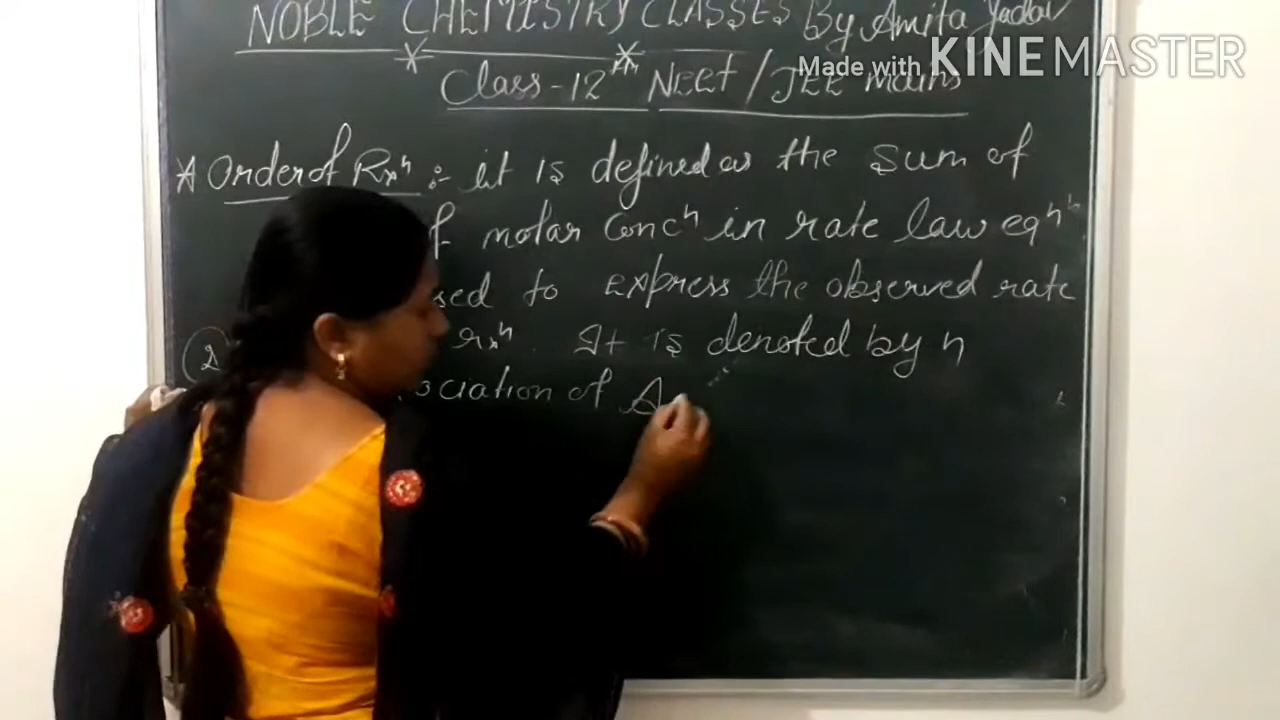 NOBLE CHEMISTRY CLASSES By Amita Yadav
Made with KINEMASTER
Class-12th NEET / JEE Mains
* Order of Rxⁿ :- it is defined as the sum of
of molar Concⁿ in rate law eqⁿ
sed to express the observed rate
rxⁿ. It is denoted by n
ociation of A